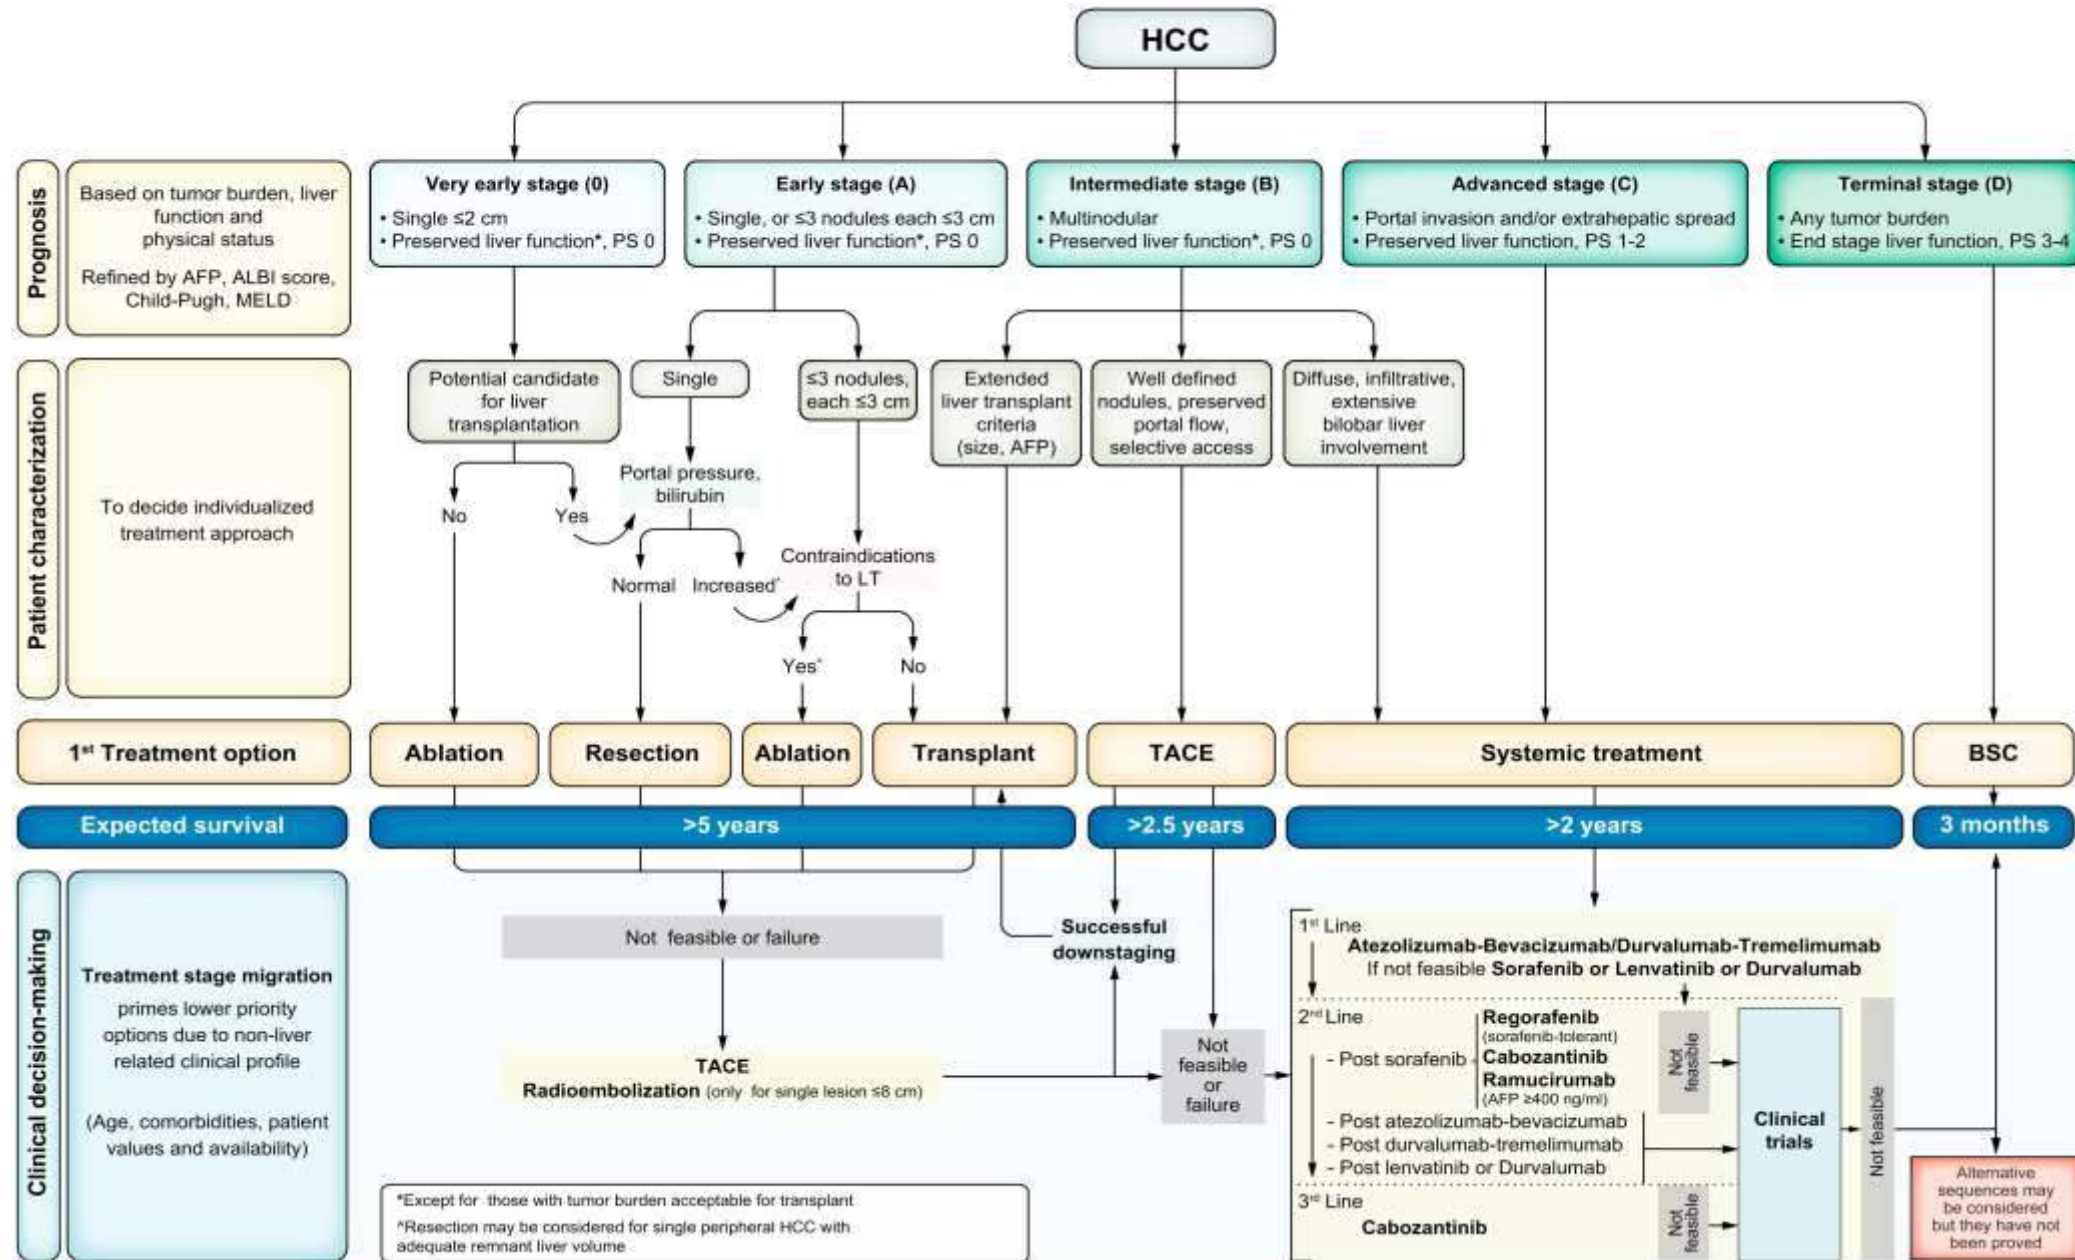 HCC
Prognosis
Based on tumor burden, liver
function and
physical status
Refined by AFP, ALBI score,
Child-Pugh, MELD
Very early stage (0)
• Single ≤2 cm
• Preserved liver function*, PS 0
Early stage (A)
• Single, or ≤3 nodules each ≤3 cm
• Preserved liver function*, PS 0
Intermediate stage (B)
• Multinodular
• Preserved liver function*, PS 0
Advanced stage (C)
• Portal invasion and/or extrahepatic spread
• Preserved liver function, PS 1-2
Terminal stage (D)
• Any tumor burden
• End stage liver function, PS 3-4
Patient characterization
To decide individualized
treatment approach
Potential candidate
for liver
transplantation
Single
≤3 nodules,
each ≤3 cm
Extended
liver transplant
criteria
(size, AFP)
Well defined
nodules, preserved
portal flow,
selective access
Diffuse, infiltrative,
extensive
bilobar liver
involvement
No
Yes
Portal pressure,
bilirubin
Normal
Increased^
Contraindications
to LT
Yes^
No
1st Treatment option
Ablation
Resection
Ablation
Transplant
TACE
Systemic treatment
BSC
Expected survival
>5 years
>2.5 years
>2 years
3 months
Clinical decision-making
Treatment stage migration
primes lower priority
options due to non-liver
related clinical profile
(Age, comorbidities, patient
values and availability)
Not feasible or failure
Successful
downstaging
TACE
Radioembolization (only for single lesion ≤8 cm)
Not
feasible
or
failure
1st Line
Atezolizumab-Bevacizumab/Durvalumab-Tremelimumab
If not feasible Sorafenib or Lenvatinib or Durvalumab
2nd Line
- Post sorafenib
Regorafenib
(sorafenib-tolerant)
Cabozantinib
Ramucirumab
(AFP ≥400 ng/ml)
Not
feasible
- Post atezolizumab-bevacizumab
- Post durvalumab-tremelimumab
- Post lenvatinib or Durvalumab
3rd Line
Cabozantinib
Not
feasible
Clinical
trials
Not feasible
Alternative
sequences may
be considered
but they have not
been proved
*Except for those with tumor burden acceptable for transplant
^Resection may be considered for single peripheral HCC with
adequate remnant liver volume